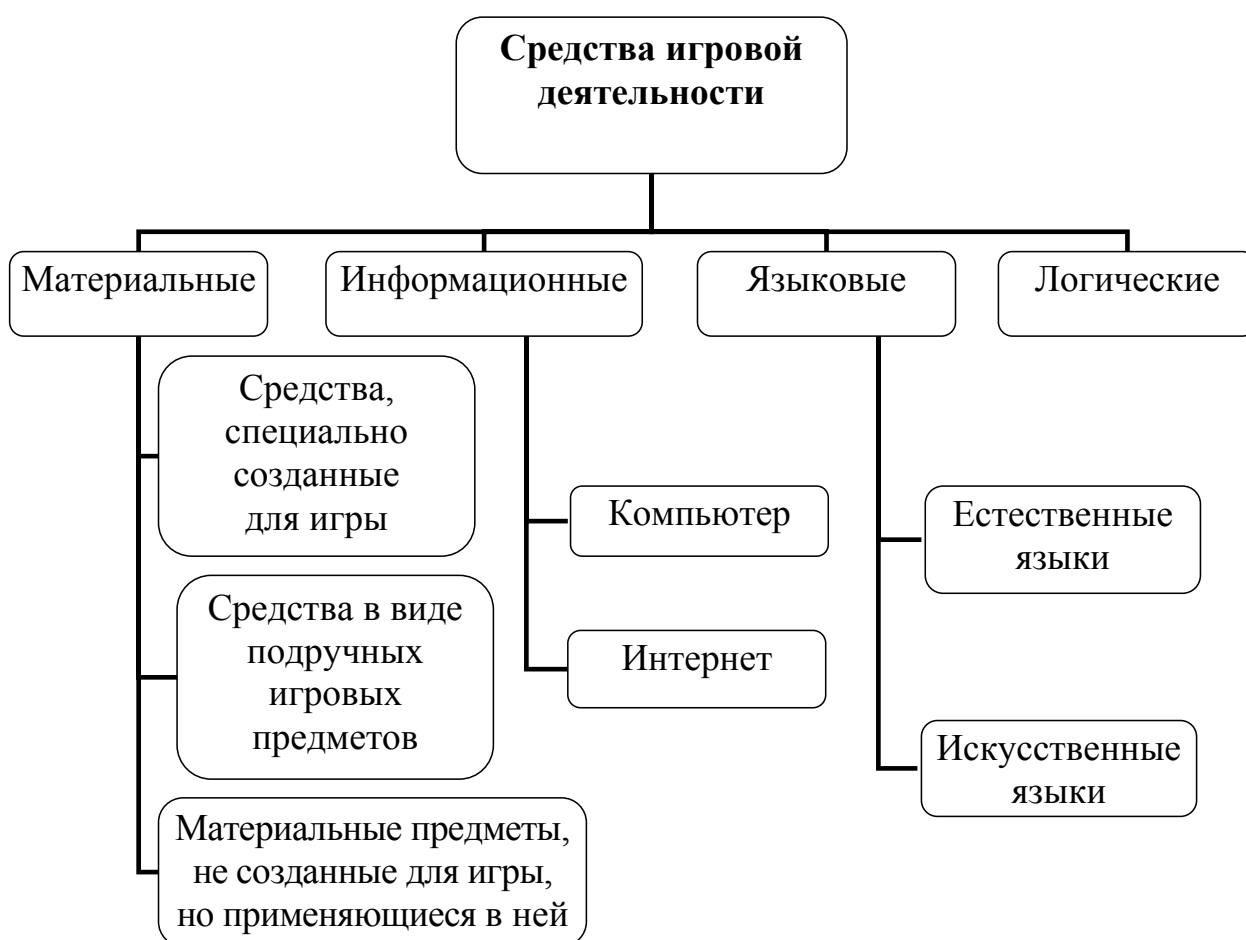 Средства игровой
деятельности
Материальные
Информационные
Языковые
Логические
Средства,
специально
созданные
для игры
Средства в виде
подручных
игровых
предметов
Материальные предметы,
не созданные для игры,
но применяющиеся в ней
Компьютер
Интернет
Естественные
языки
Искусственные
языки